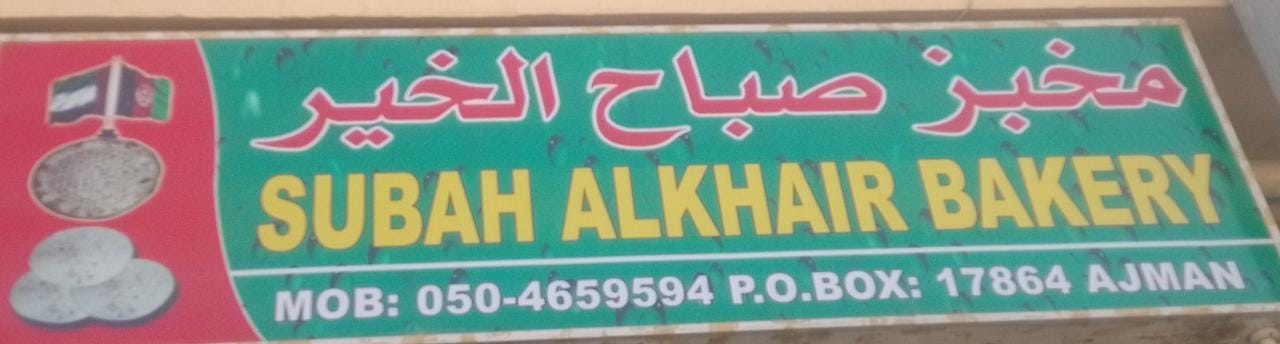 مخبز صباح الخير
SUBAH ALKHAIR BAKERY
MOB: 050-4659594 P.O.BOX: 17864 AJMAN